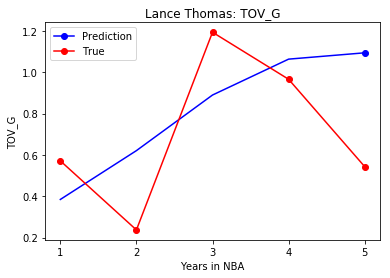 Lance Thomas: TOV_G
Prediction
True
1.2
1.0
0.8
0.6
0.4
0.2
TOV_G
1 2 3 4 5
Years in NBA